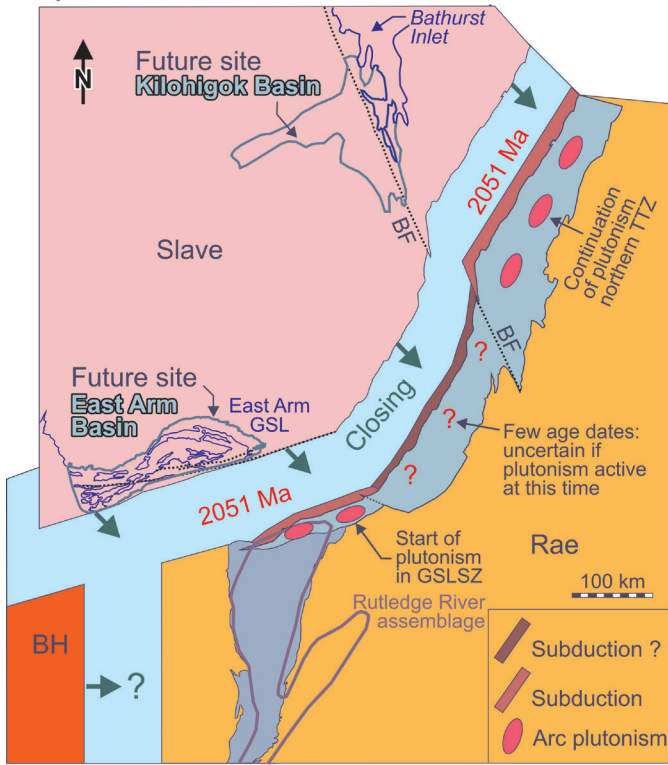 Bathurst
Inlet
N
Future site
Kilohigok Basin
2051 Ma
BF
Continuation
of plutonism
northern TTZ
Slave
BF
?
Future site
East Arm
Basin
East Arm
GSL
Closing
?
Few age dates:
uncertain if
plutonism active
at this time
?
2051 Ma
Start of
plutonism
in GSLSZ
Rae
100 km
Rutledge River
assemblage
BH
?
Subduction ?
Subduction
Arc plutonism